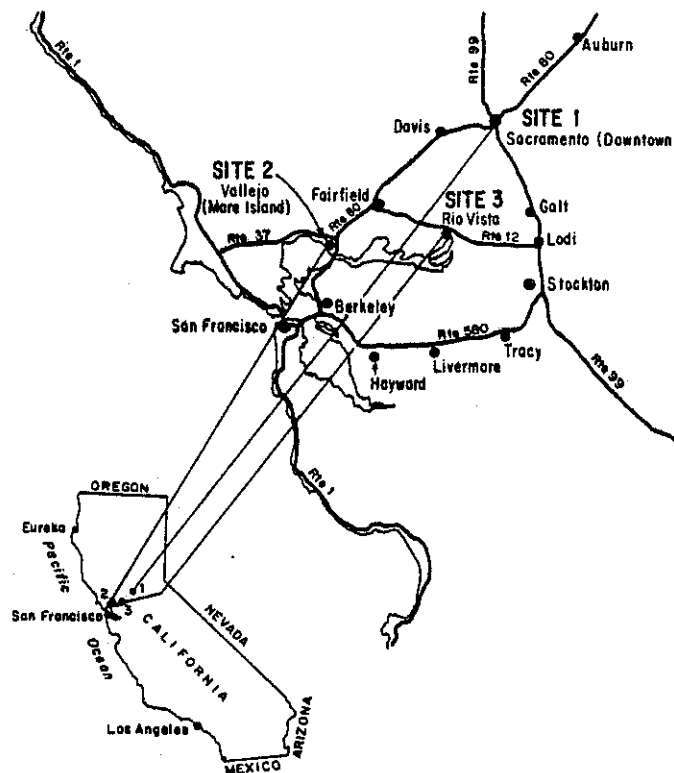 Rte 1
Rte 99
Rte 80
Auburn
SITE 1
Sacramento (Downtown
Davis
SITE 2
Vallejo
(Mare Island)
Fairfield
SITE 3
Rio Vista
Galt
Rte 80
Rte 37
Rte 12
Lodi
Stockton
Berkeley
San Francisco
Rte 580
Tracy
Livermore
Hayward
Rte 99
Rte 1
OREGON
Eureka
Pacific
Ocean
1
2
3
San Francisco
CALIFORNIA
NEVADA
ARIZONA
Los Angeles
MEXICO